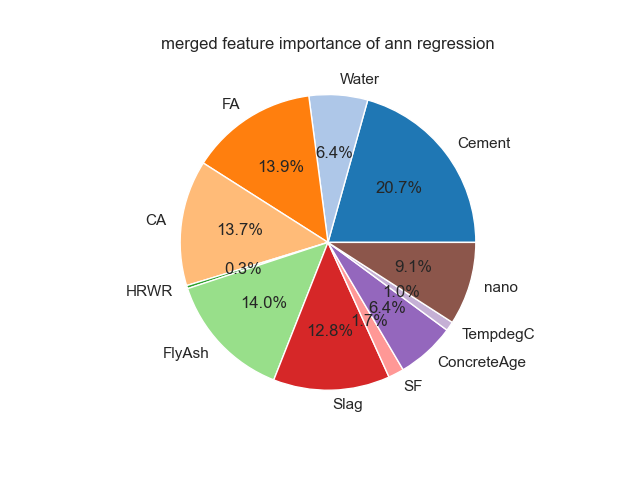 merged feature importance of ann regression
Water
FA
Cement
6.4%
13.9%
20.7%
CA
13.7%
0.3%
9.1%
HRWR
1.0%
nano
14.0%
6.4%
1.7%
12.8%
TempdegC
FlyAsh
ConcreteAge
SF
Slag